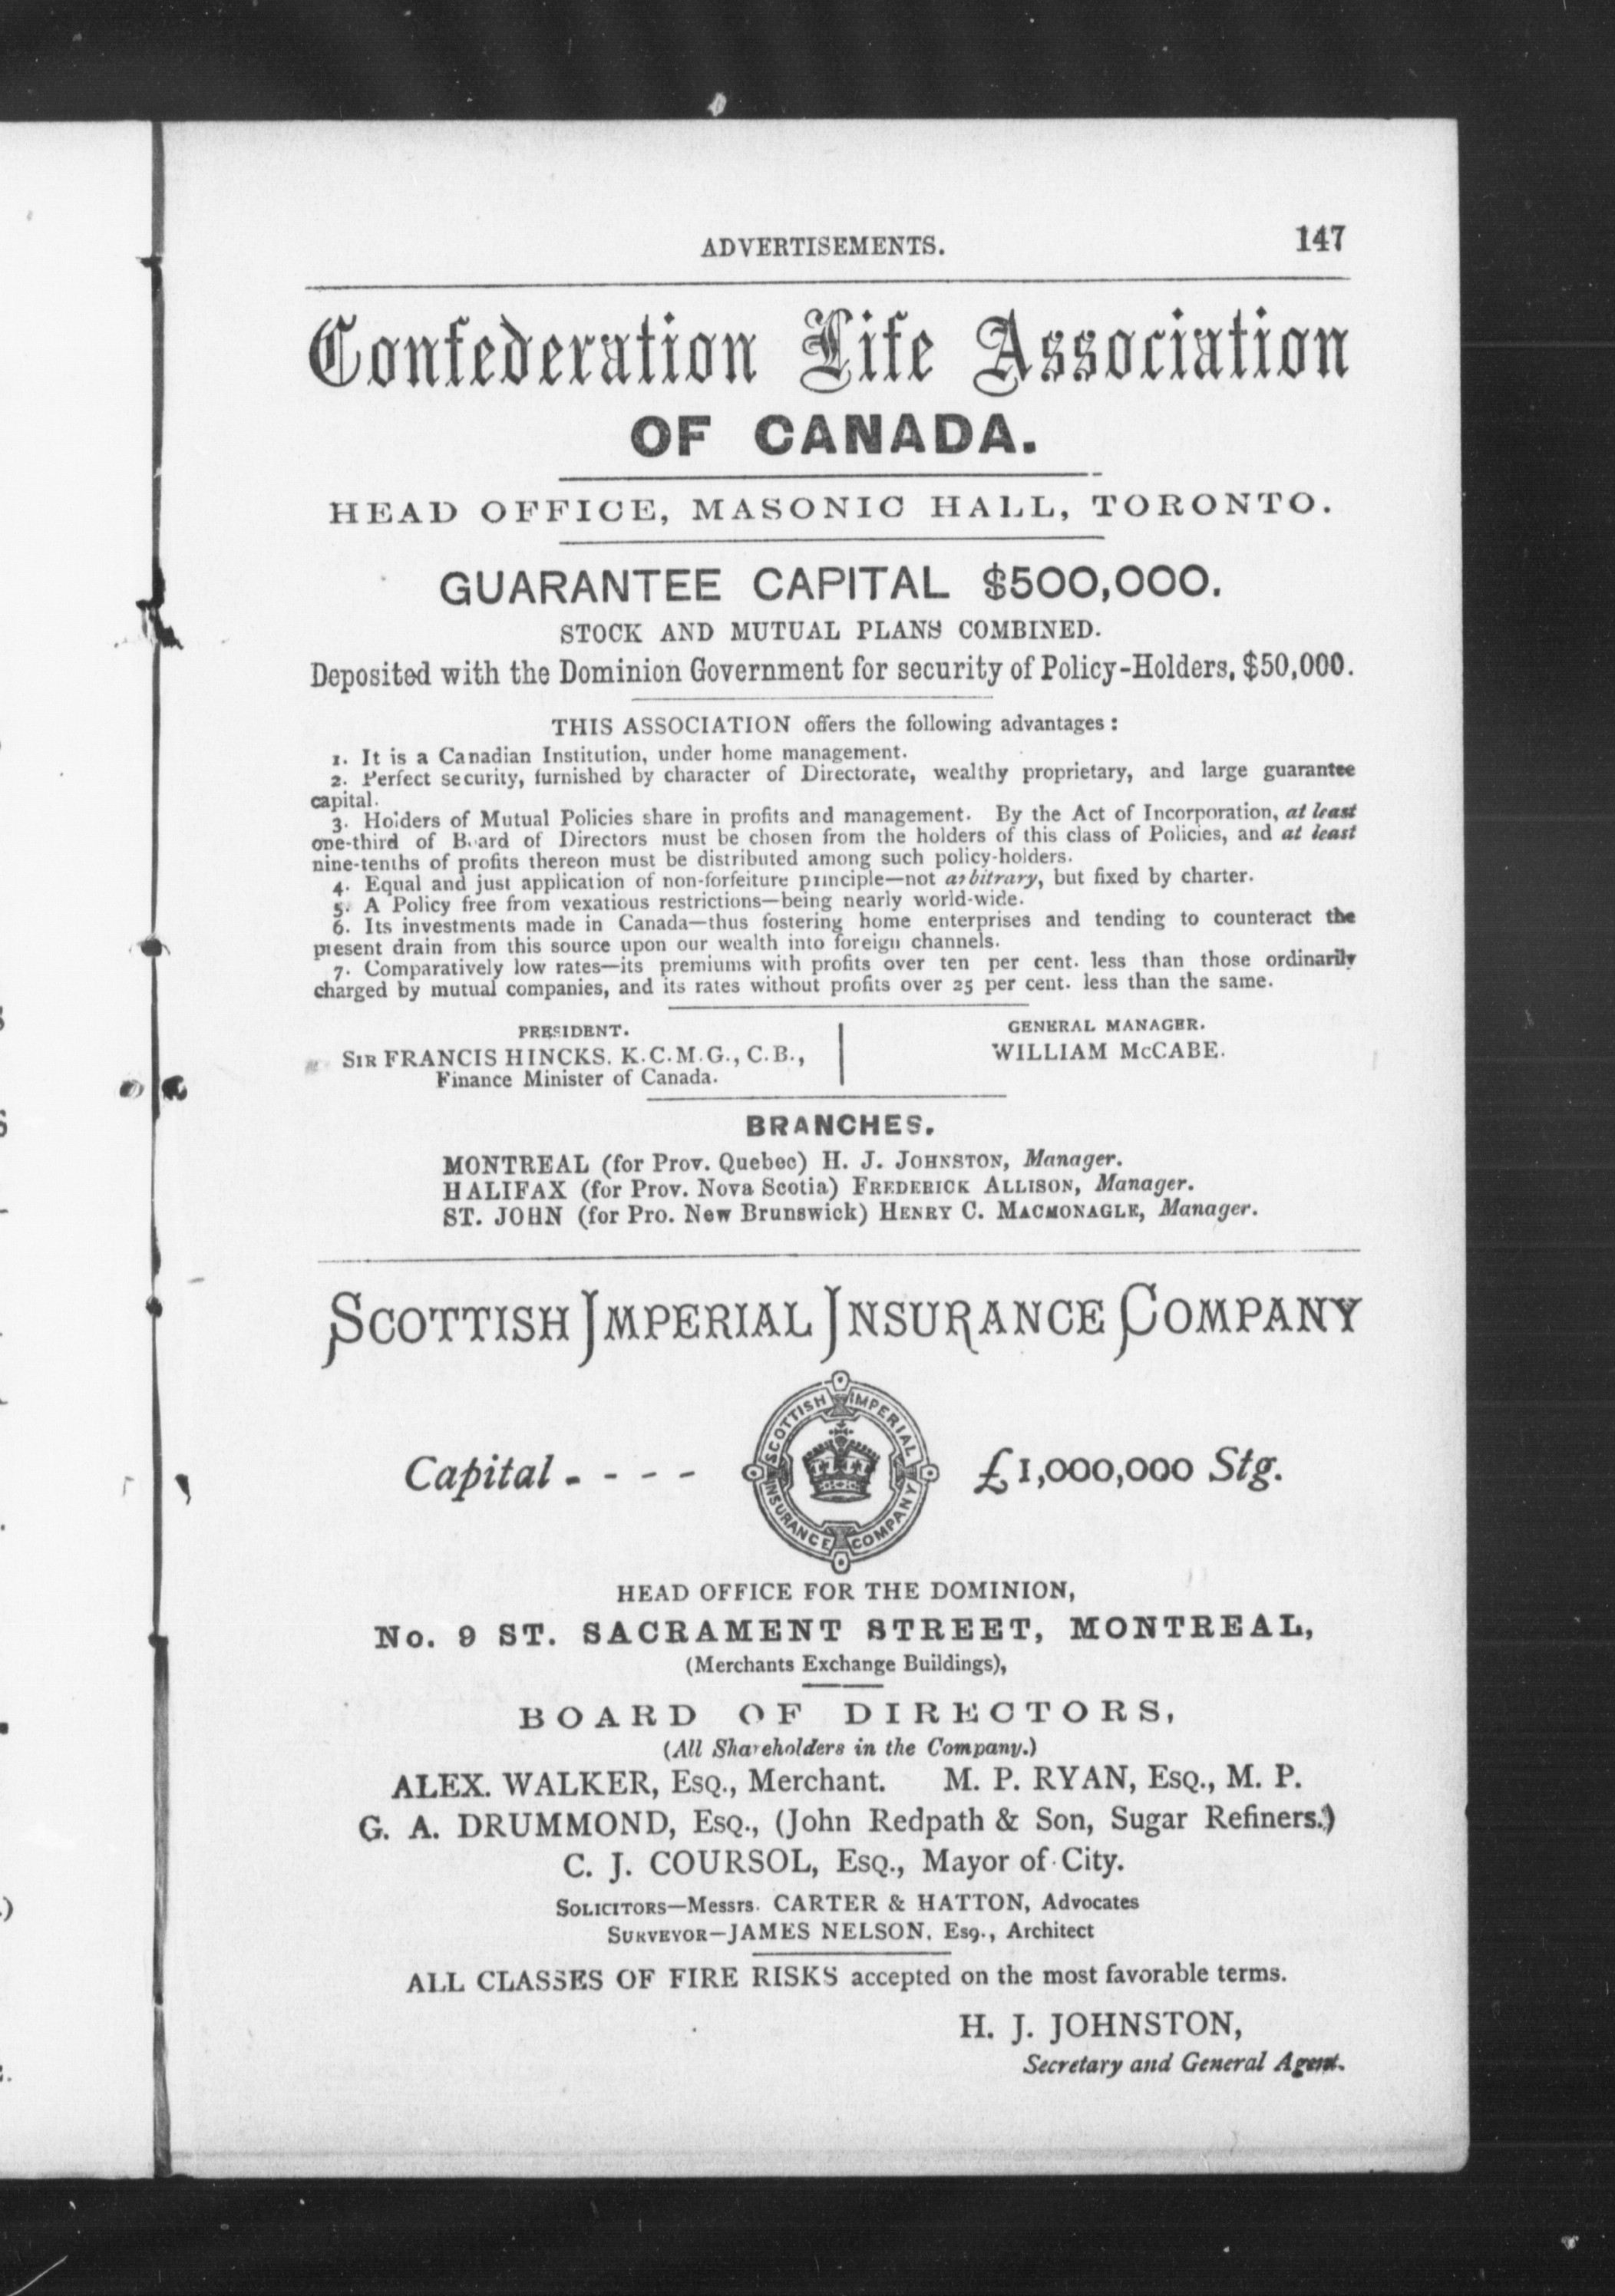 ADVERTISEMENTS. 147
Confederation Life Association
OF CANADA.
HEAD OFFICE, MASONIC HALL, TORONTO.
GUARANTEE CAPITAL $500,000.
STOCK AND MUTUAL PLANS COMBINED.
Deposited with the Dominion Government for security of Policy-Holders, $50,000.
THIS ASSOCIATION offers the following advantages:
1. It is a Canadian Institution, under home management.
2. Perfect security, furnished by character of Directorate, wealthy proprietary, and large guarantee
capital.
3. Holders of Mutual Policies share in profits and management. By the Act of Incorporation, at least
one-third of Board of Directors must be chosen from the holders of this class of Policies, and at least
nine-tenths of profits thereon must be distributed among such policy-holders.
4. Equal and just application of non-forfeiture principle—not arbitrary, but fixed by charter.
5. A Policy free from vexatious restrictions—being nearly world-wide.
6. Its investments made in Canada—thus fostering home enterprises and tending to counteract the
present drain from this source upon our wealth into foreign channels.
7. Comparatively low rates—its premiums with profits over ten per cent. less than those ordinarily
charged by mutual companies, and its rates without profits over 25 per cent. less than the same.
PRESIDENT.
SIR FRANCIS HINCKS. K.C.M.G., C.B.,
Finance Minister of Canada.
GENERAL MANAGER.
WILLIAM McCABE.
BRANCHES.
MONTREAL (for Prov. Quebec) H. J. JOHNSTON, Manager.
HALIFAX (for Prov. Nova Scotia) FREDERICK ALLISON, Manager.
ST. JOHN (for Pro. New Brunswick) HENRY C. MACMONAGLE, Manager.
SCOTTISH IMPERIAL INSURANCE COMPANY
Capital - - - - £1,000,000 Stg.
SCOTTISH IMPERIAL INSURANCE COMPANY
HEAD OFFICE FOR THE DOMINION,
No. 9 ST. SACRAMENT STREET, MONTREAL,
(Merchants Exchange Buildings),
BOARD OF DIRECTORS,
(All Shareholders in the Company.)
ALEX. WALKER, ESQ., Merchant. M. P. RYAN, ESQ., M. P.
G. A. DRUMMOND, ESQ., (John Redpath & Son, Sugar Refiners.)
C. J. COURSOL, ESQ., Mayor of City.
SOLICITORS—Messrs. CARTER & HATTON, Advocates
SURVEYOR—JAMES NELSON. Esq., Architect
ALL CLASSES OF FIRE RISKS accepted on the most favorable terms.
H. J. JOHNSTON,
Secretary and General Agent.